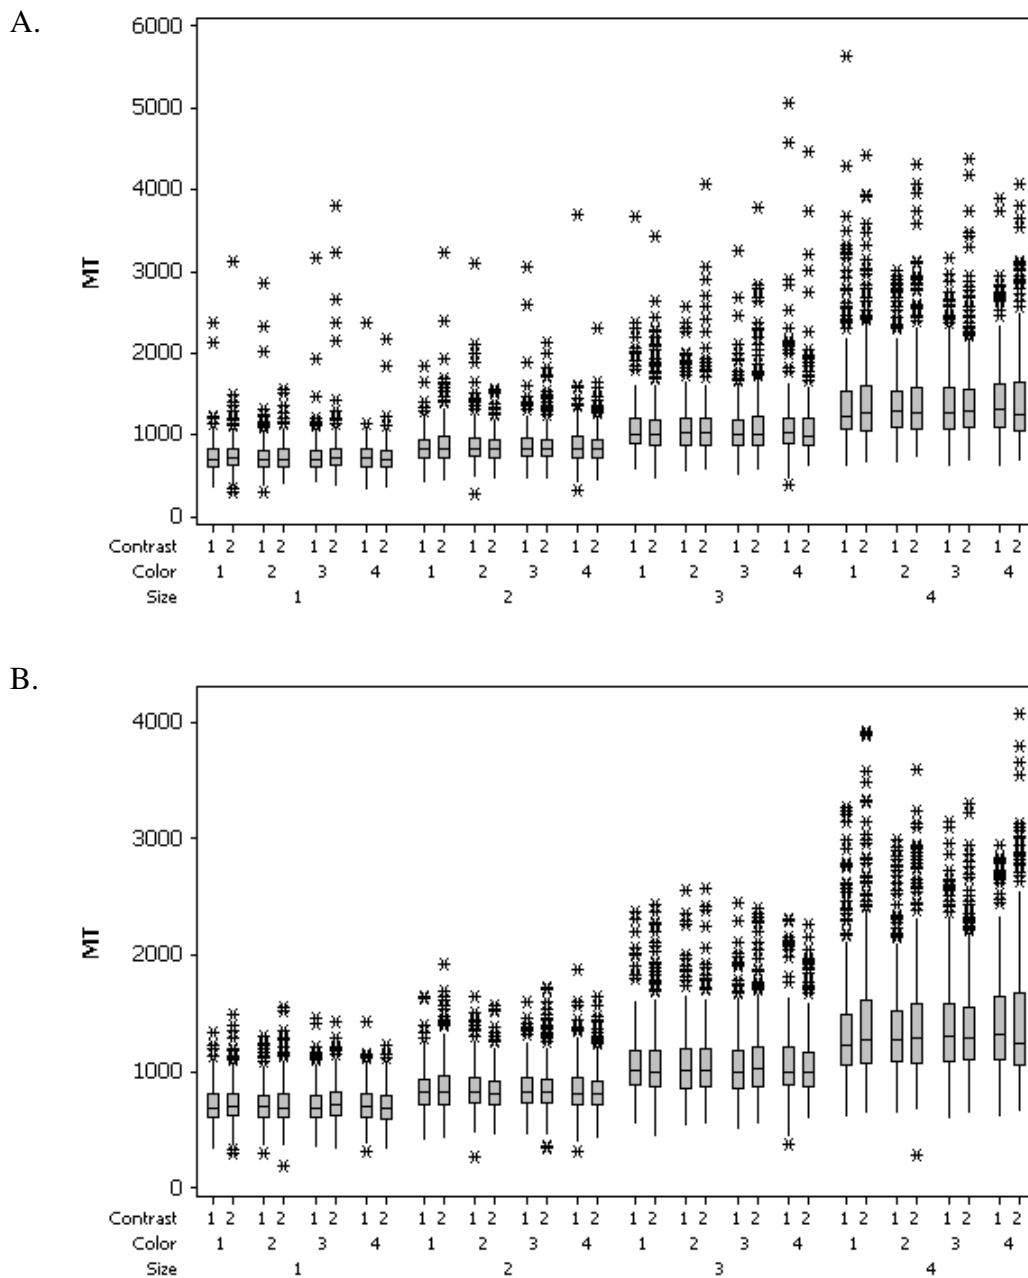 A.
6000
5000
4000
3000
2000
1000
0
MT
Contrast 1 2 1 2 1 2 1 2 1 2 1 2 1 2 1 2 1 2 1 2 1 2 1 2 1 2 1 2 1 2 1 2
Color 1 2 3 4 1 2 3 4 1 2 3 4 1 2 3 4
Size 1 2 3 4
B.
4000
3000
2000
1000
0
MT
Contrast 1 2 1 2 1 2 1 2 1 2 1 2 1 2 1 2 1 2 1 2 1 2 1 2 1 2 1 2 1 2 1 2
Color 1 2 3 4 1 2 3 4 1 2 3 4 1 2 3 4
Size 1 2 3 4